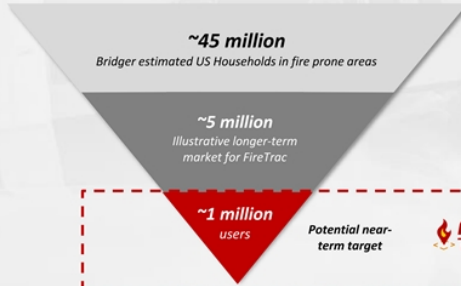 ~45 million
Bridger estimated US Households in fire prone areas
~5 million
Illustrative longer-term
market for FireTrac
~1 million
users
Potential near-
term target